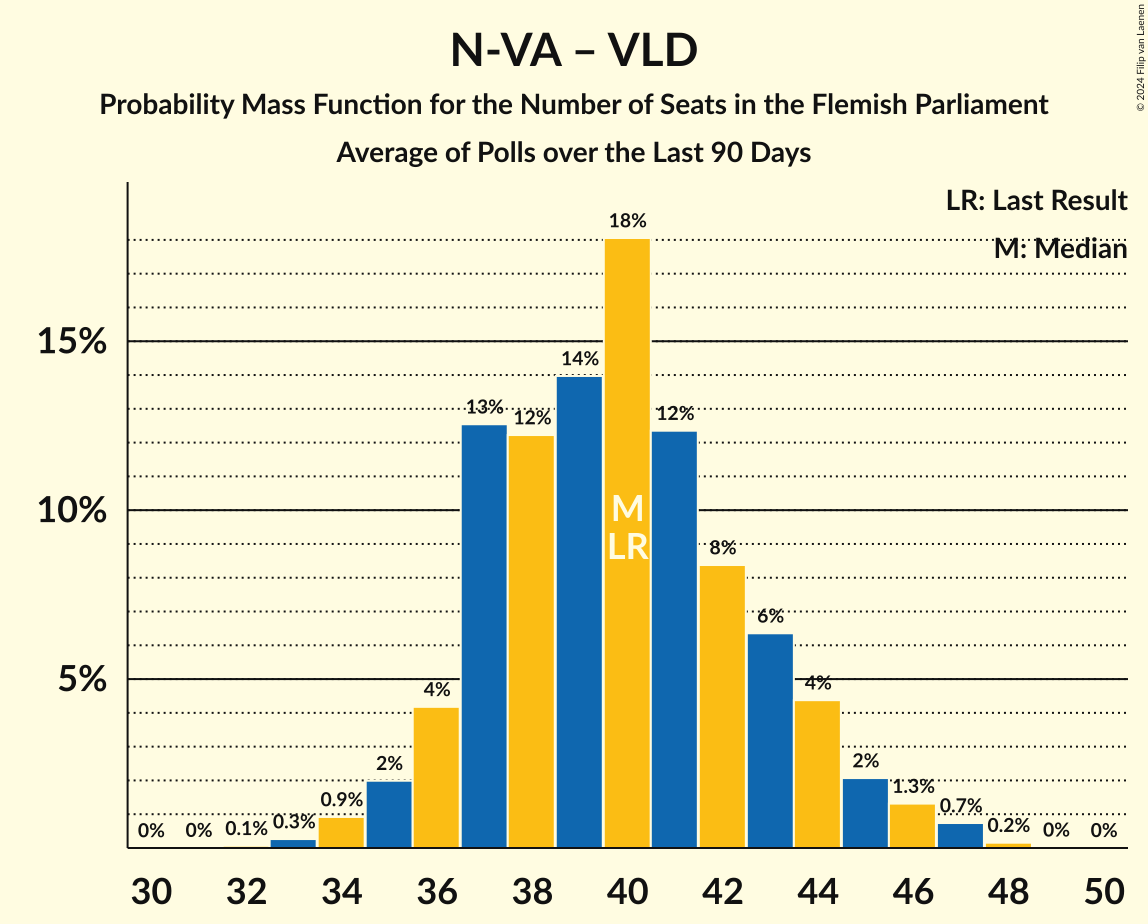 N-VA – VLD
Probability Mass Function for the Number of Seats in the Flemish Parliament
Average of Polls over the Last 90 Days
© 2024 Filip van Laenen
LR: Last Result
M: Median
15%
10%
5%
0%
0%
0.1%
0.3%
0.9%
2%
4%
13%
12%
14%
18%
12%
8%
6%
4%
2%
1.3%
0.7%
0.2%
0%
0%
M
LR
30 32 34 36 38 40 42 44 46 48 50